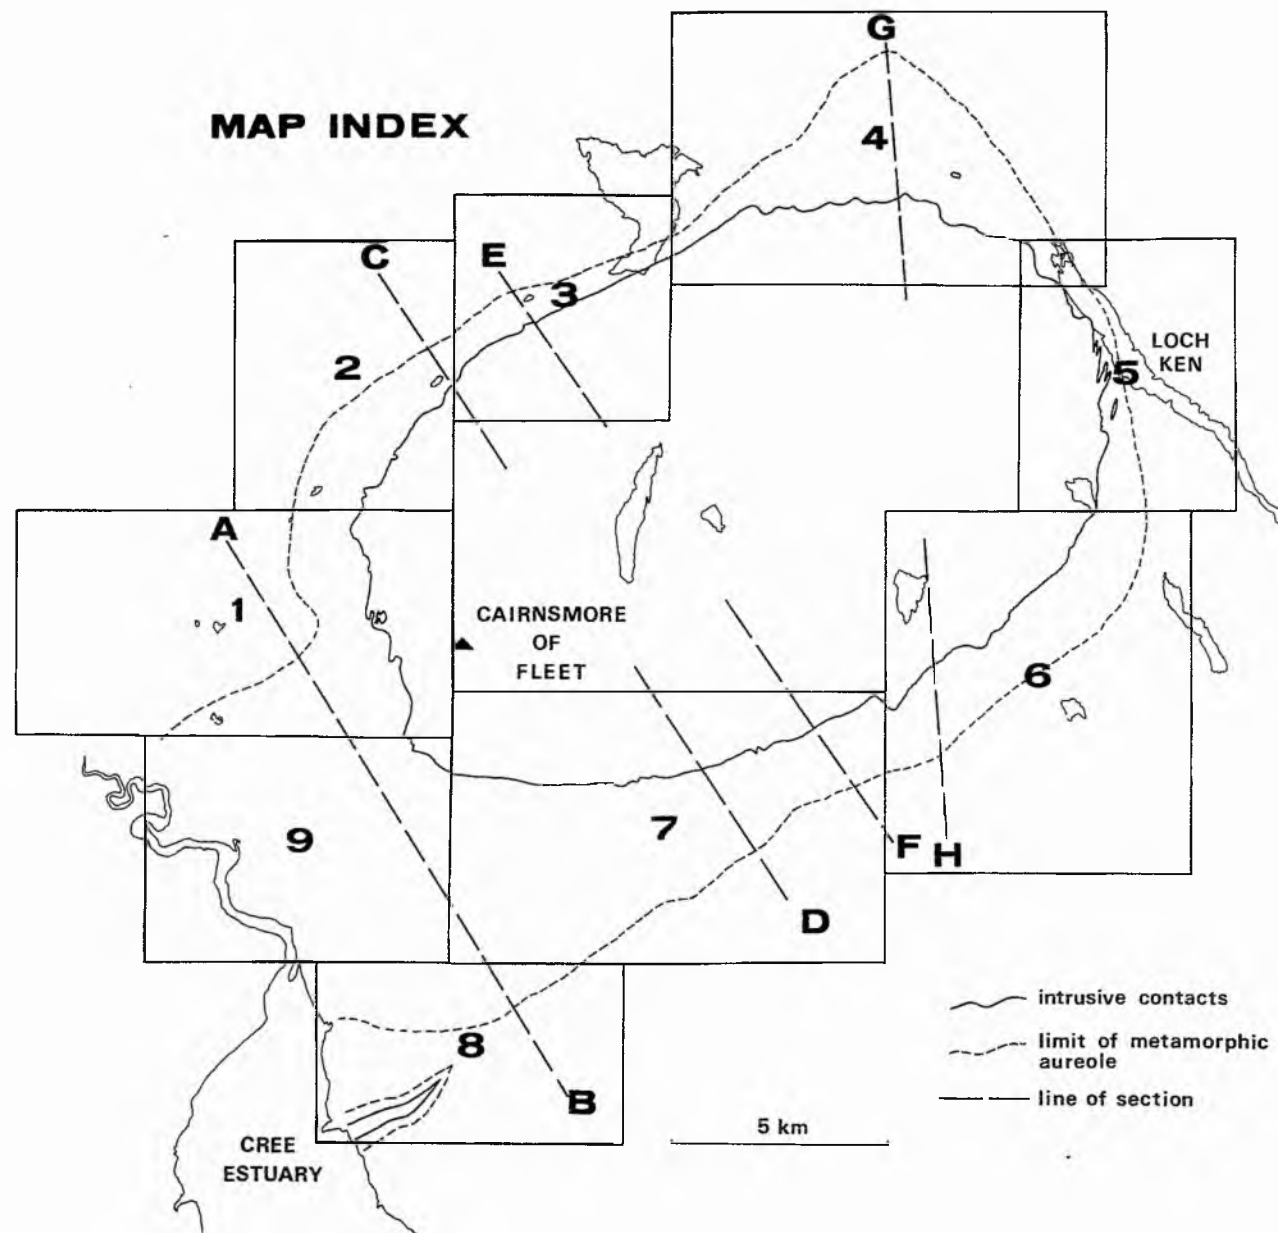 G
MAP INDEX
4
C
E
3
2
LOCH
KEN
5
A
1
CAIRNSMORE
OF
FLEET
6
7
9
F
H
D
intrusive contacts
8
limit of metamorphic
aureole
B
line of section
5 km
CREE
ESTUARY